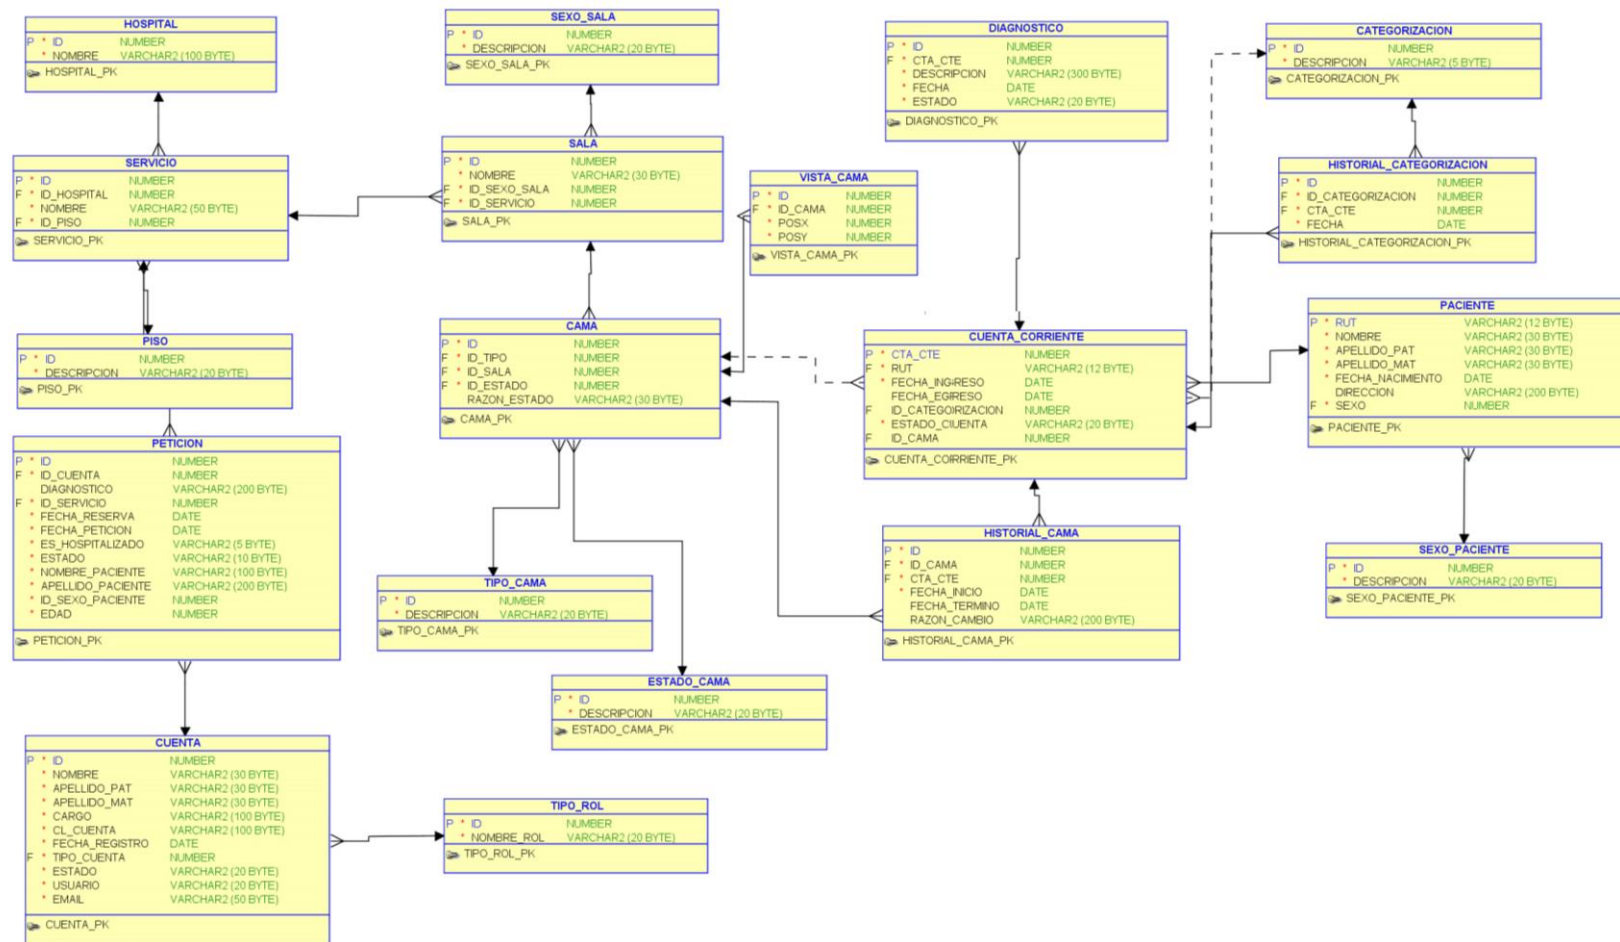 HOSPITAL
P * ID NUMBER
* NOMBRE VARCHAR2 (100 BYTE)
HOSPITAL_PK
SEXO_SALA
P * ID NUMBER
* DESCRIPCION VARCHAR2 (20 BYTE)
SEXO_SALA_PK
DIAGNOSTICO
P * ID NUMBER
F * CTA_CTE NUMBER
* DESCRIPCION VARCHAR2 (300 BYTE)
* FECHA DATE
* ESTADO VARCHAR2 (20 BYTE)
DIAGNOSTICO_PK
CATEGORIZACION
P * ID NUMBER
* DESCRIPCION VARCHAR2 (5 BYTE)
CATEGORIZACION_PK
SERVICIO
P * ID NUMBER
F * ID_HOSPITAL NUMBER
* NOMBRE VARCHAR2 (50 BYTE)
F * ID_PISO NUMBER
SERVICIO_PK
SALA
P * ID NUMBER
* NOMBRE VARCHAR2 (30 BYTE)
F * ID_SEXO_SALA NUMBER
F * ID_SERVICIO NUMBER
SALA_PK
VISTA_CAMA
P * ID NUMBER
F * ID_CAMA NUMBER
* POSX NUMBER
* POSY NUMBER
VISTA_CAMA_PK
HISTORIAL_CATEGORIZACION
P * ID NUMBER
F * ID_CATEGORIZACION NUMBER
F * CTA_CTE NUMBER
* FECHA DATE
HISTORIAL_CATEGORIZACION_PK
PISO
P * ID NUMBER
* DESCRIPCION VARCHAR2 (20 BYTE)
PISO_PK
CAMA
P * ID NUMBER
F * ID_TIPO NUMBER
F * ID_SALA NUMBER
F * ID_ESTADO NUMBER
RAZON_ESTADO VARCHAR2 (30 BYTE)
CAMA_PK
CUENTA_CORRIENTE
P * CTA_CTE NUMBER
F * RUT VARCHAR2 (12 BYTE)
* FECHA_INGRESO DATE
FECHA_EGIRESO DATE
F ID_CATEGOIRIZACION NUMBER
* ESTADO_CIUENTA VARCHAR2 (20 BYTE)
F ID_CAMA NUMBER
CUENTA_COIRRIENTE_PK
PACIENTE
P * RUT VARCHAR2 (12 BYTE)
* NOMBRE VARCHAR2 (30 BYTE)
* APELLIDO_PAT VARCHAR2 (30 BYTE)
* APELLIDO_MAT VARCHAR2 (30 BYTE)
* FECHA_NACIMIENTO DATE
DIRECCION VARCHAR2 (200 BYTE)
F * SEXO NUMBER
PACIENTE_PK
PETICION
P * ID NUMBER
F * ID_CUENTA NUMBER
DIAGNOSTICO VARCHAR2 (200 BYTE)
F * ID_SERVICIO NUMBER
* FECHA_RESERVA DATE
* FECHA_PETICION DATE
* ES_HOSPITALIZADO VARCHAR2 (5 BYTE)
* ESTADO VARCHAR2 (10 BYTE)
* NOMBRE_PACIENTE VARCHAR2 (100 BYTE)
* APELLIDO_PACIENTE VARCHAR2 (200 BYTE)
* ID_SEXO_PACIENTE NUMBER
* EDAD NUMBER
PETICION_PK
TIPO_CAMA
P * ID NUMBER
* DESCRIPCION VARCHAR2 (20 BYTE)
TIPO_CAMA_PK
HISTORIAL_CAMA
P * ID NUMBER
F * ID_CAMA NUMBER
F * CTA_CTE NUMBER
* FECHA_INICIO DATE
FECHA_TERMINO DATE
RAZON_CAMBIO VARCHAR2 (200 BYTE)
HISTORIAL_CAMA_PK
SEXO_PACIENTE
P * ID NUMBER
* DESCRIPCION VARCHAR2 (20 BYTE)
SEXO_PACIENTE_PK
ESTADO_CAMA
P * ID NUMBER
* DESCRIPCION VARCHAR2 (20 BYTE)
ESTADO_CAMA_PK
CUENTA
P * ID NUMBER
* NOMBRE VARCHAR2 (30 BYTE)
* APELLIDO_PAT VARCHAR2 (30 BYTE)
* APELLIDO_MAT VARCHAR2 (30 BYTE)
* CARGO VARCHAR2 (100 BYTE)
* CL_CUENTA VARCHAR2 (100 BYTE)
* FECHA_REGISTRO DATE
F * TIPO_CUENTA NUMBER
* ESTADO VARCHAR2 (20 BYTE)
* USUARIO VARCHAR2 (20 BYTE)
* EMAIL VARCHAR2 (50 BYTE)
CUENTA_PK
TIPO_ROL
P * ID NUMBER
* NOMBRE_ROL VARCHAR2 (20 BYTE)
TIPO_ROL_PK